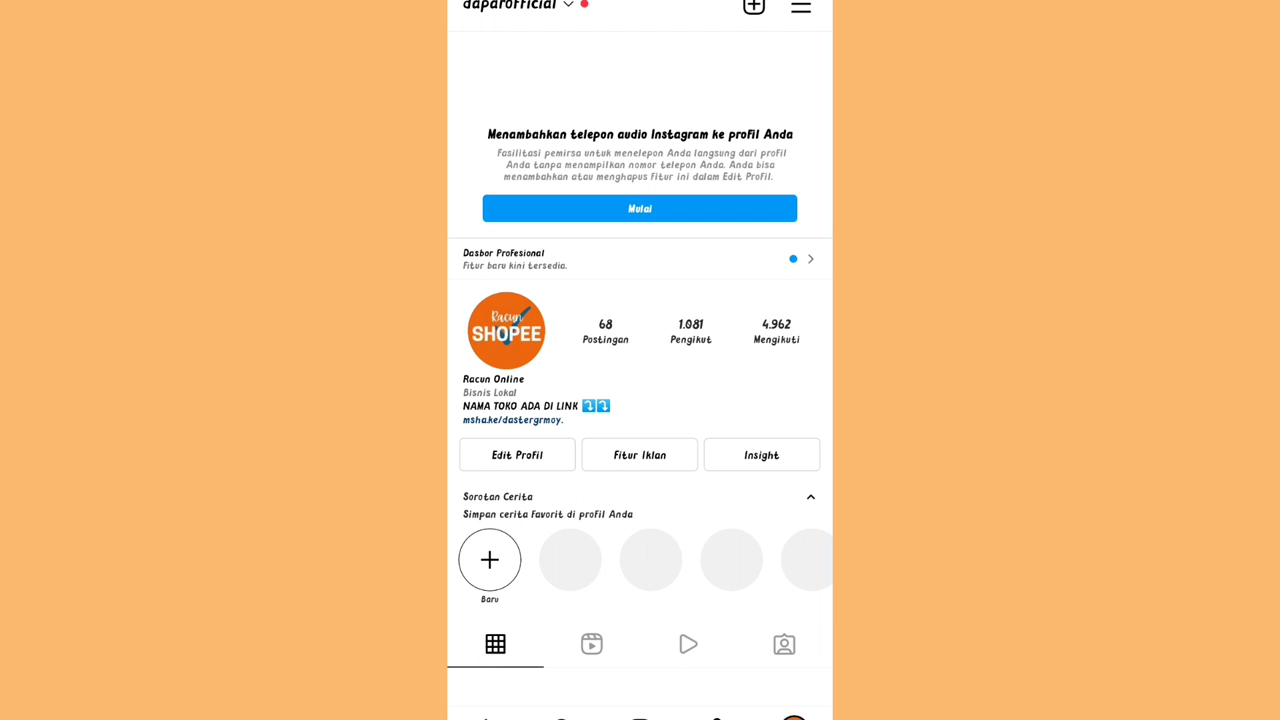 daparofficial
Menambahkan telepon audio Instagram ke profil Anda
Fasilitasi pemirsa untuk menelepon Anda langsung dari profil
Anda tanpa menampilkan nomor telepon Anda. Anda bisa
menambahkan atau menghapus fitur ini dalam Edit Profil.
Mulai
Dasbor Profesional
Fitur baru kini tersedia.
Racun
SHOPEE
68
Postingan
1.081
Pengikut
4.962
Mengikuti
Racun Online
Bisnis Lokal
NAMA TOKO ADA DI LINK ⤵️⤵️
msha.ke/dastergrmoy.
Edit Profil
Fitur Iklan
Insight
Sorotan Cerita
Simpan cerita favorit di profil Anda
Baru